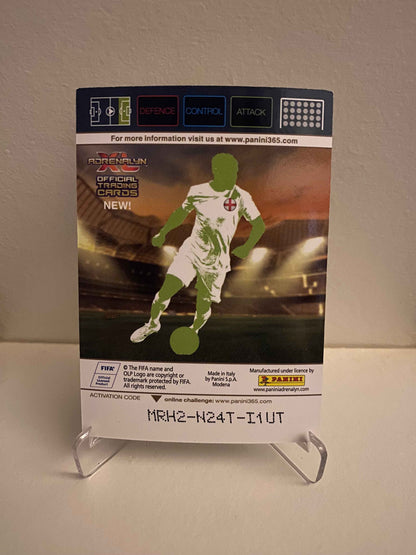 DEFENCE
CONTROL
ATTACK
For more information visit us at www.panini365.com
ADRENALYN
XL
OFFICIAL
TRADING
CARDS
NEW!
FIFA®
Official
Licensed
Product
© The FIFA name and
OLP Logo are copyright or
trademark protected by FIFA.
All rights reserved.
Made in Italy
by Panini S.p.A.
Modena
Manufactured under licence by
PANINI
www.paniniadrenalyn.com
ACTIVATION CODE
online challenge: www.panini365.com
MRH2-N24T-I1UT